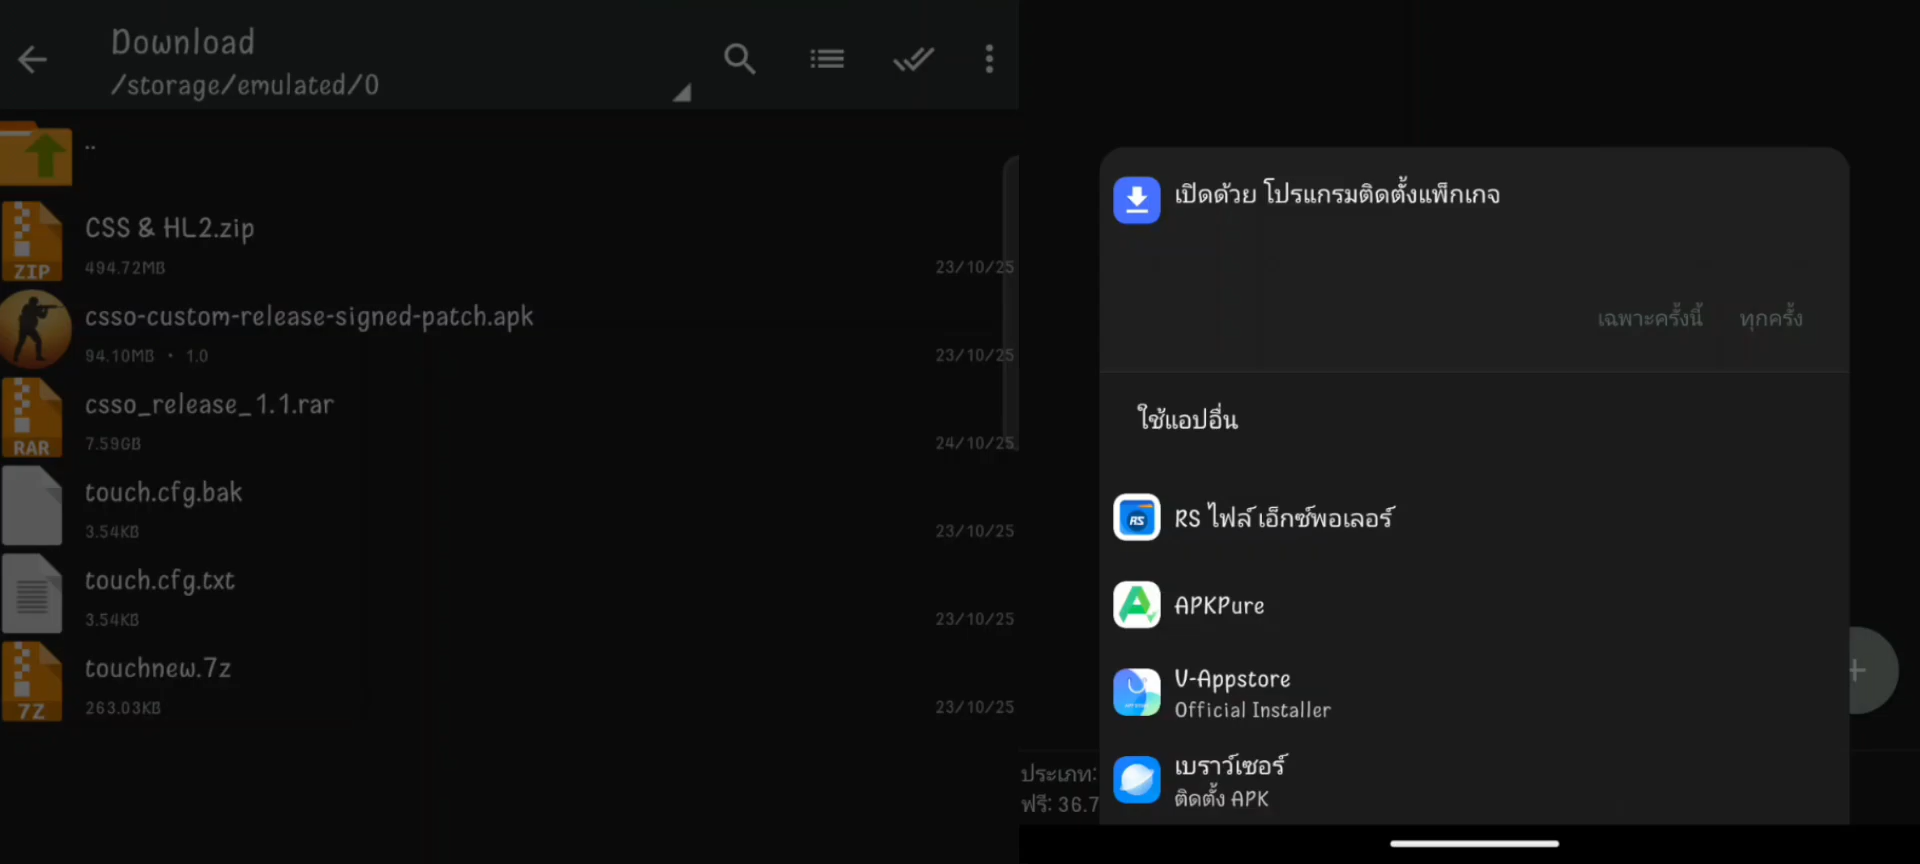 Download
/storage/emulated/0
..
CSS & HL2.zip
494.72MB
23/10/25
ZIP
csso-custom-release-signed-patch.apk
94.10MB · 1.0
23/10/25
csso_release_1.1.rar
7.59GB
24/10/25
RAR
touch.cfg.bak
3.54KB
23/10/25
touch.cfg.txt
3.54KB
23/10/25
touchnew.7z
263.03KB
23/10/25
7Z
เปิดด้วย โปรแกรมติดตั้งแพ็กเกจ
เฉพาะครั้งนี้
ทุกครั้ง
ใช้แอปอื่น
RS
RS ไฟล์ เอ็กซ์พอเลอร์
APKPure
V-Appstore
Official Installer
เบราว์เซอร์
ติดตั้ง APK
ประเภท:
ฟรี: 36.7